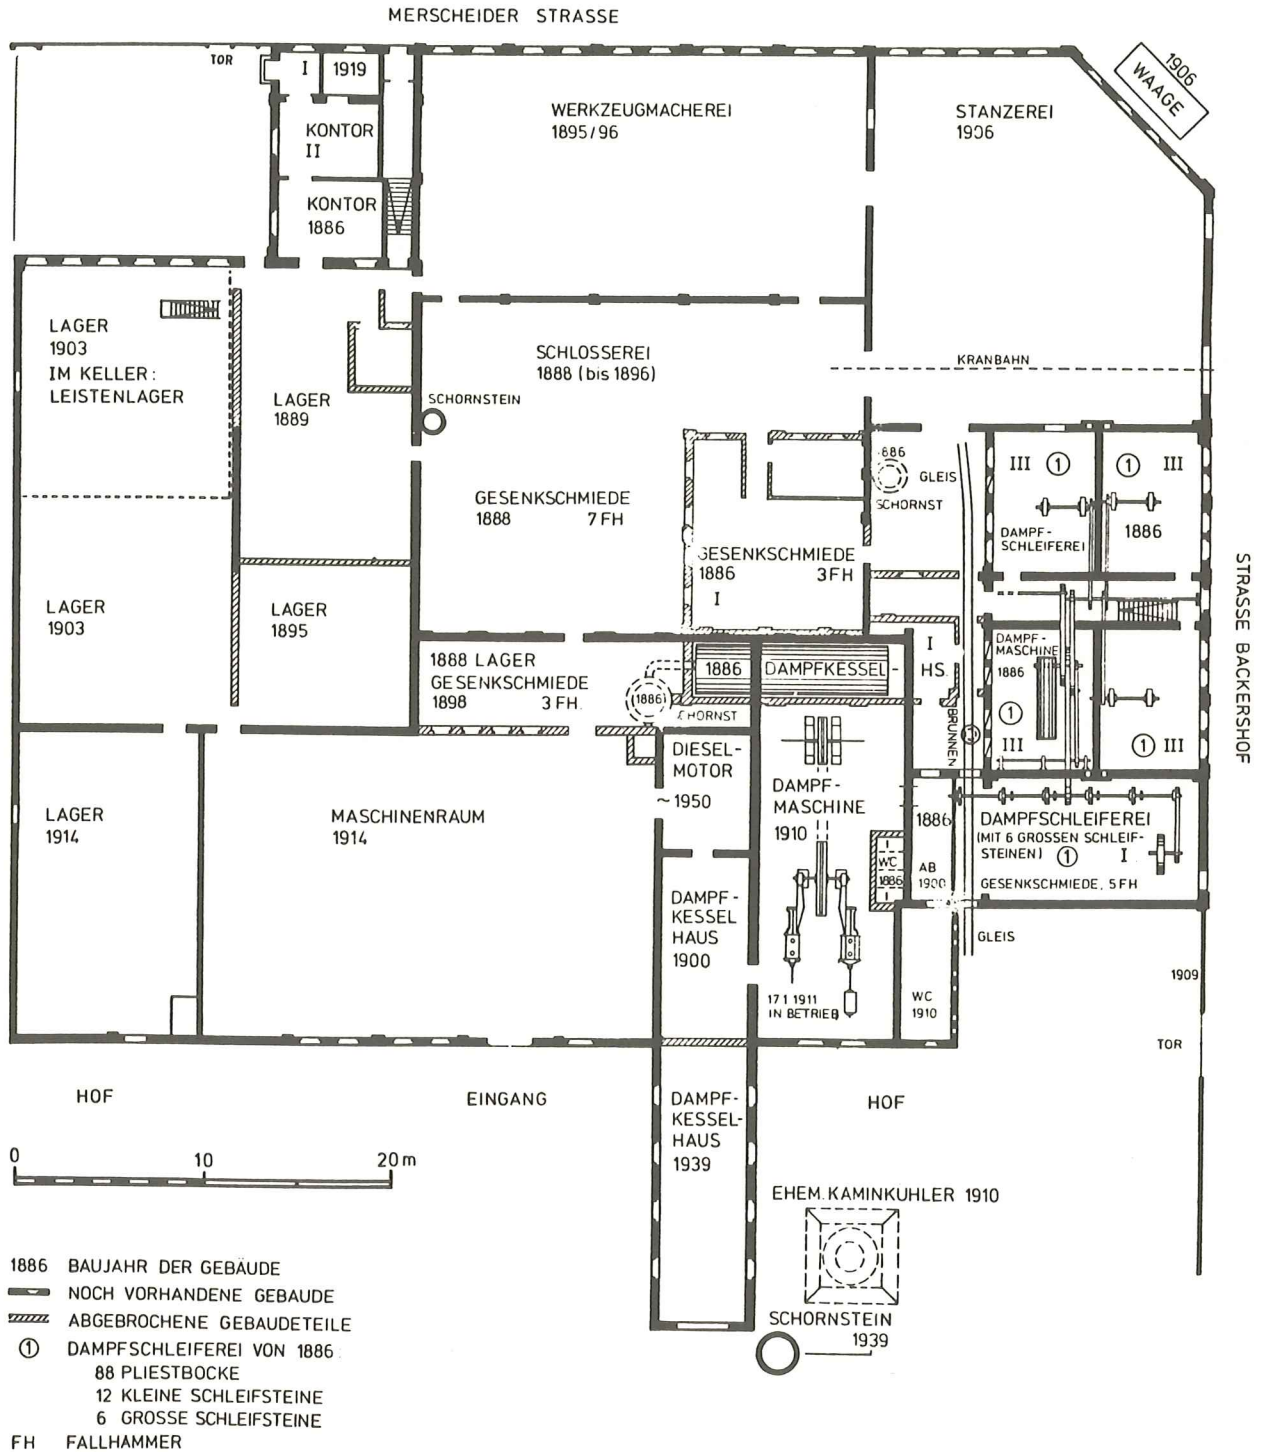 MERSCHEIDER STRASSE
TOR
I
1919
KONTOR
II
KONTOR
1886
WERKZEUGMACHEREI
1895/96
STANZEREI
1906
1906
WAAGE
LAGER
1903
IM KELLER:
LEISTENLAGER
LAGER
1889
SCHORNSTEIN
SCHLOSSEREI
1888 (bis 1896)
KRANBAHN
GESENKSCHMIEDE
1888 7 FH
GESENKSCHMIEDE
1886 3 FH
I
886
GLEIS
SCHORNST
III 1
1 III
DAMPF-
SCHLEIFEREI
1886
STRASSE BACKERSHOF
LAGER
1903
LAGER
1895
1888 LAGER
GESENKSCHMIEDE
1898 3 FH.
1886
DAMPFKESSEL
1886
CHORNST
I
HS.
BRUNNEN
1
DAMPF-
MASCHINE
1886
1
III
1 III
LAGER
1914
MASCHINENRAUM
1914
DIESEL-
MOTOR
~1950
DAMPF-
MASCHINE
1910
WC
1886
I
1886
AB
1900
DAMPFSCHLEIFEREI
(MIT 6 GROSSEN SCHLEIF-
STEINEN) 1 I
GESENKSCHMIEDE, 5 FH
DAMPF-
KESSEL
HAUS
1900
17 1 1911
IN BETRIEB
WC
1910
GLEIS
1909
TOR
HOF
EINGANG
HOF
DAMPF-
KESSEL-
HAUS
1939
0 10 20 m
EHEM. KAMINKUHLER 1910
SCHORNSTEIN
1939
1886 BAUJAHR DER GEBÄUDE
NOCH VORHANDENE GEBAUDE
ABGEBROCHENE GEBAUDETEILE
1 DAMPFSCHLEIFEREI VON 1886:
88 PLIESTBOCKE
12 KLEINE SCHLEIFSTEINE
6 GROSSE SCHLEIFSTEINE
FH FALLHAMMER